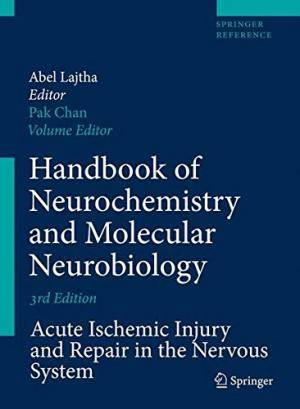 SPRINGER
REFERENCE
Abel Lajtha
Editor
Pak Chan
Volume Editor
Handbook of
Neurochemistry
and Molecular
Neurobiology
3rd Edition
Acute Ischemic Injury
and Repair in the Nervous
System
Springer